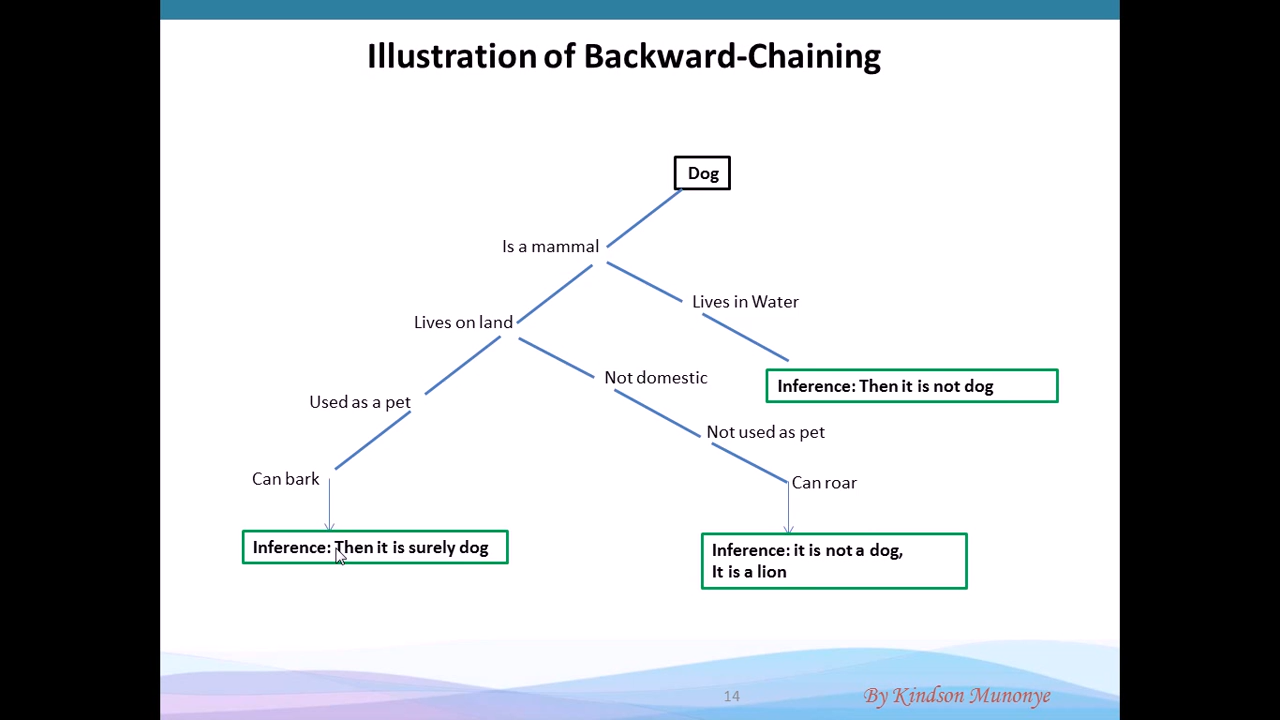 Illustration of Backward-Chaining
Dog
Is a mammal
Lives in Water
Lives on land
Not domestic
Inference: Then it is not dog
Used as a pet
Not used as pet
Can bark
Can roar
Inference: Then it is surely dog
Inference: it is not a dog,
It is a lion
14
By Kindson Munonye